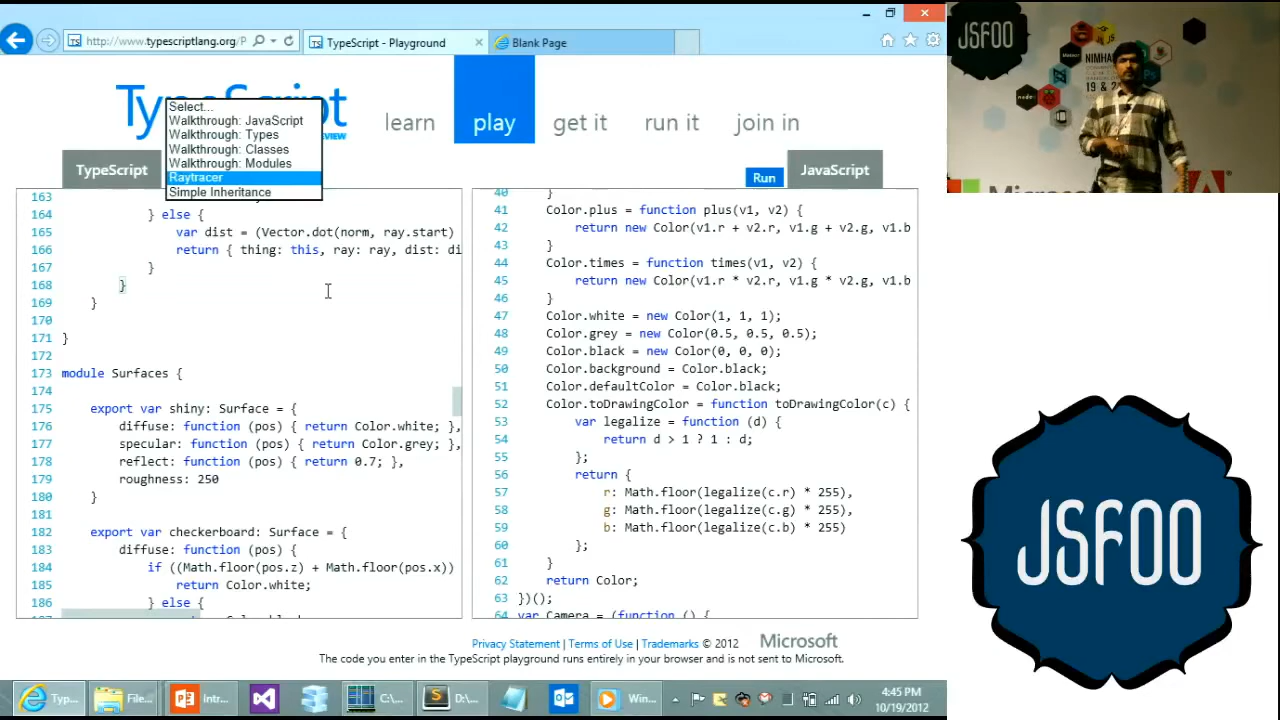 http://www.typescriptlang.org/P
TypeScript - Playground
Blank Page
TypeScript
learn
play
get it
run it
join in
Select...
Walkthrough: JavaScript
Walkthrough: Types
Walkthrough: Classes
Walkthrough: Modules
Raytracer
Simple Inheritance
TypeScript
Run
JavaScript
163
164 } else {
165 var dist = (Vector.dot(norm, ray.start)
166 return { thing: this, ray: ray, dist: di
167 }
168 }
169 }
170
171 }
172
173 module Surfaces {
174
175 export var shiny: Surface = {
176 diffuse: function (pos) { return Color.white; },
177 specular: function (pos) { return Color.grey; },
178 reflect: function (pos) { return 0.7; },
179 roughness: 250
180 }
181
182 export var checkerboard: Surface = {
183 diffuse: function (pos) {
184 if ((Math.floor(pos.z) + Math.floor(pos.x))
185 return Color.white;
186 } else {
40 }
41 Color.plus = function plus(v1, v2) {
42 return new Color(v1.r + v2.r, v1.g + v2.g, v1.b
43 }
44 Color.times = function times(v1, v2) {
45 return new Color(v1.r * v2.r, v1.g * v2.g, v1.b
46 }
47 Color.white = new Color(1, 1, 1);
48 Color.grey = new Color(0.5, 0.5, 0.5);
49 Color.black = new Color(0, 0, 0);
50 Color.background = Color.black;
51 Color.defaultColor = Color.black;
52 Color.toDrawingColor = function toDrawingColor(c) {
53 var legalize = function (d) {
54 return d > 1 ? 1 : d;
55 };
56 return {
57 r: Math.floor(legalize(c.r) * 255),
58 g: Math.floor(legalize(c.g) * 255),
59 b: Math.floor(legalize(c.b) * 255)
60 };
61 }
62 return Color;
63 })();
64 var Camera = (function () {
Privacy Statement | Terms of Use | Trademarks © 2012 Microsoft
The code you enter in the TypeScript playground runs entirely in your browser and is not sent to Microsoft.
Typ...
File...
Intr...
C:\...
D:\...
Win...
4:45 PM
10/19/2012
JSFOO
NIMHA
19 & 2
node
JSFOO